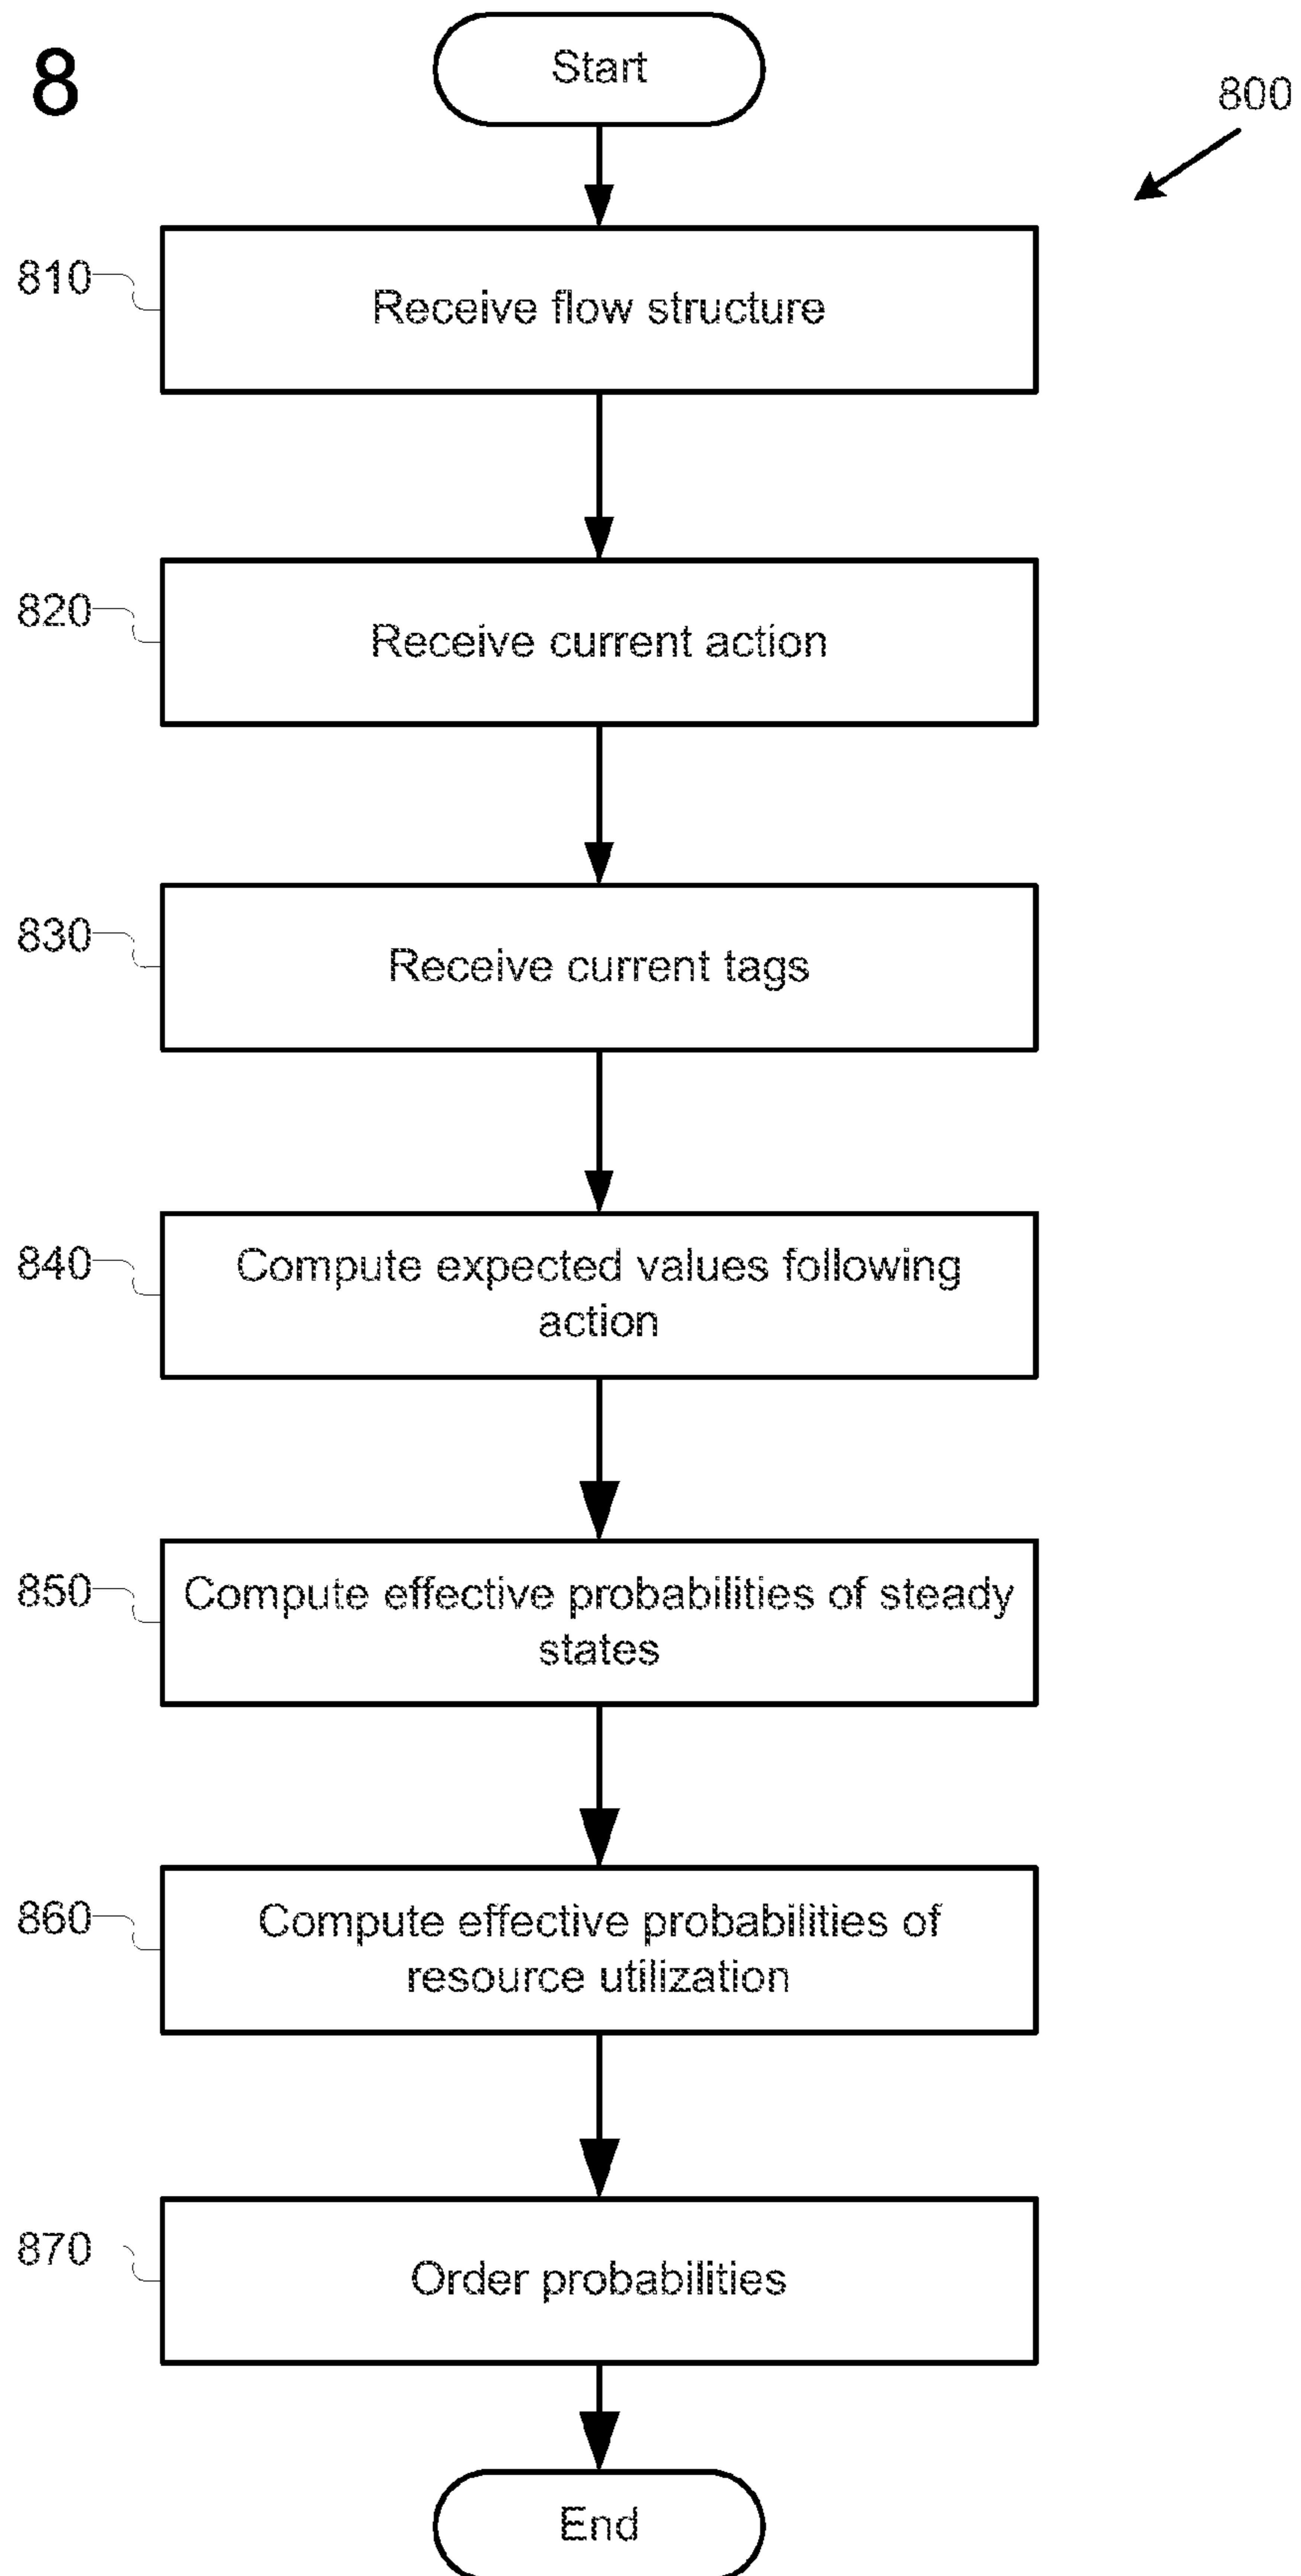 8
Start
800
810
Receive flow structure
820
Receive current action
830
Receive current tags
840
Compute expected values following
action
850
Compute effective probabilities of steady
states
860
Compute effective probabilities of
resource utilization
870
Order probabilities
End